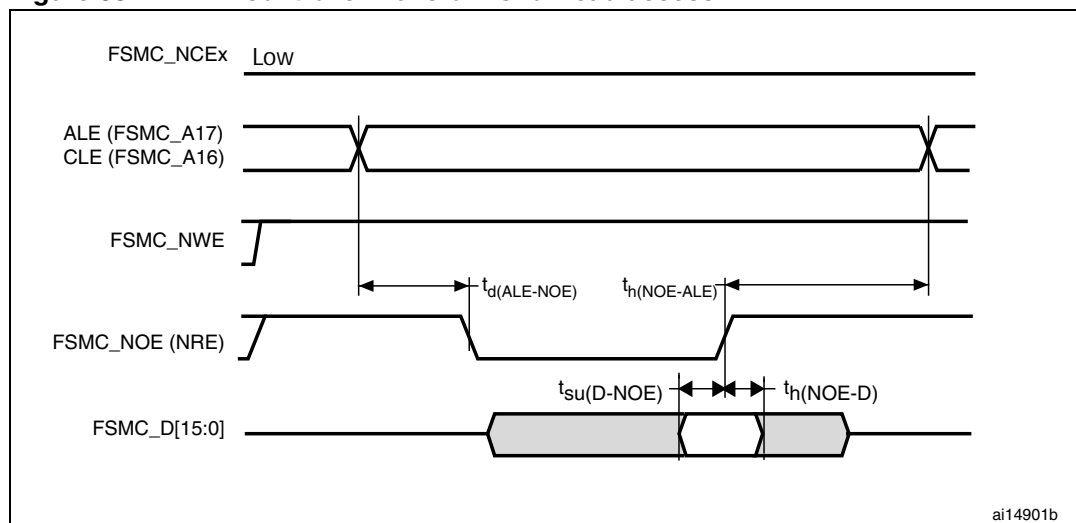 FSMC_NCEx Low
ALE (FSMC_A17)
CLE (FSMC_A16)
FSMC_NWE
td(ALE-NOE) th(NOE-ALE)
FSMC_NOE (NRE)
tsu(D-NOE) th(NOE-D)
FSMC_D[15:0]
ai14901b